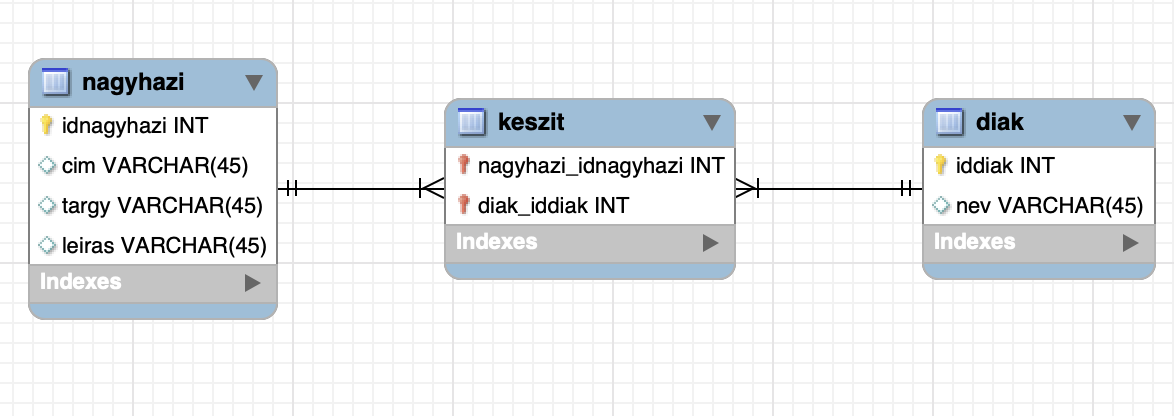 nagyhazi
idnagyhazi INT
cim VARCHAR(45)
targy VARCHAR(45)
leiras VARCHAR(45)
Indexes
keszit
nagyhazi_idnagyhazi INT
diak_iddiak INT
Indexes
diak
iddiak INT
nev VARCHAR(45)
Indexes